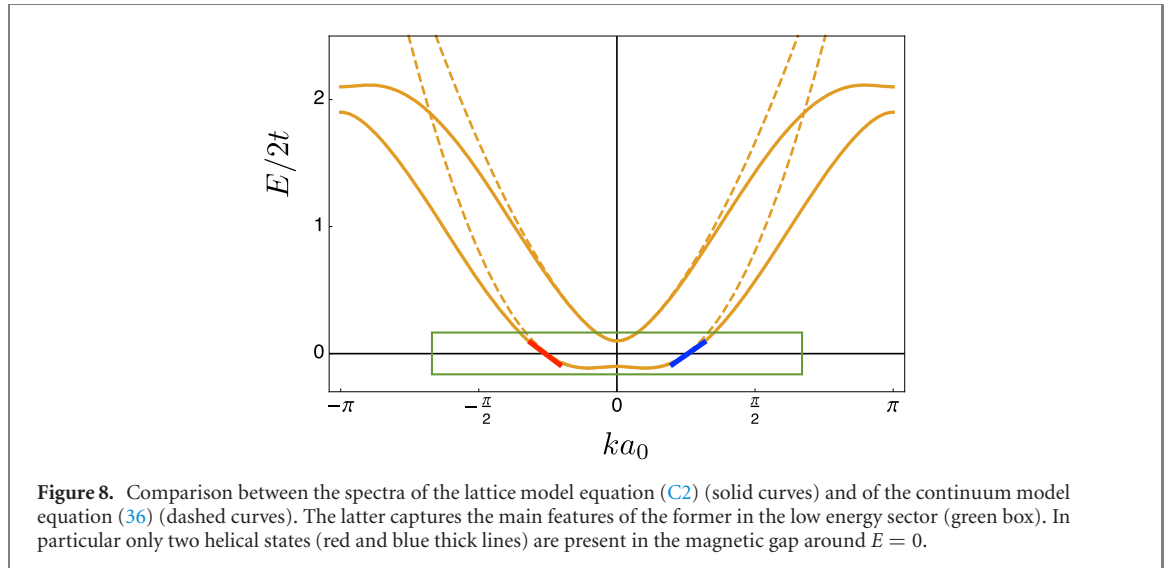 E/2t
2
1
0
−π
−π/2
0
π/2
π
ka₀
Figure 8. Comparison between the spectra of the lattice model equation (C2) (solid curves) and of the continuum model
equation (36) (dashed curves). The latter captures the main features of the former in the low energy sector (green box). In
particular only two helical states (red and blue thick lines) are present in the magnetic gap around E = 0.